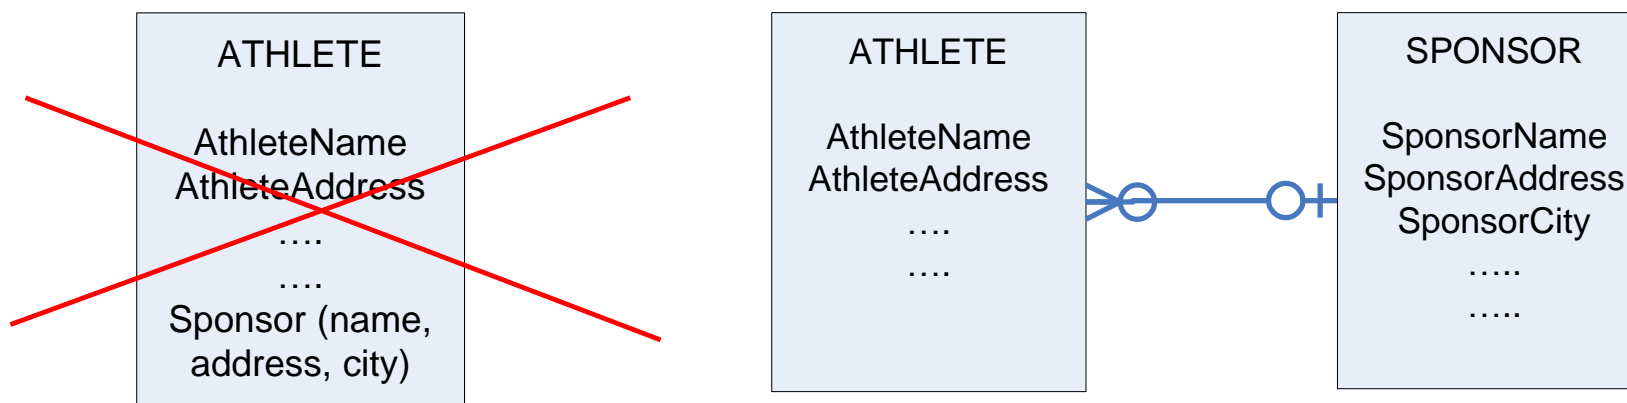 ATHLETE
AthleteName
AthleteAddress
….
….
Sponsor (name,
address, city)
ATHLETE
AthleteName
AthleteAddress
….
….
SPONSOR
SponsorName
SponsorAddress
SponsorCity
…..
…..